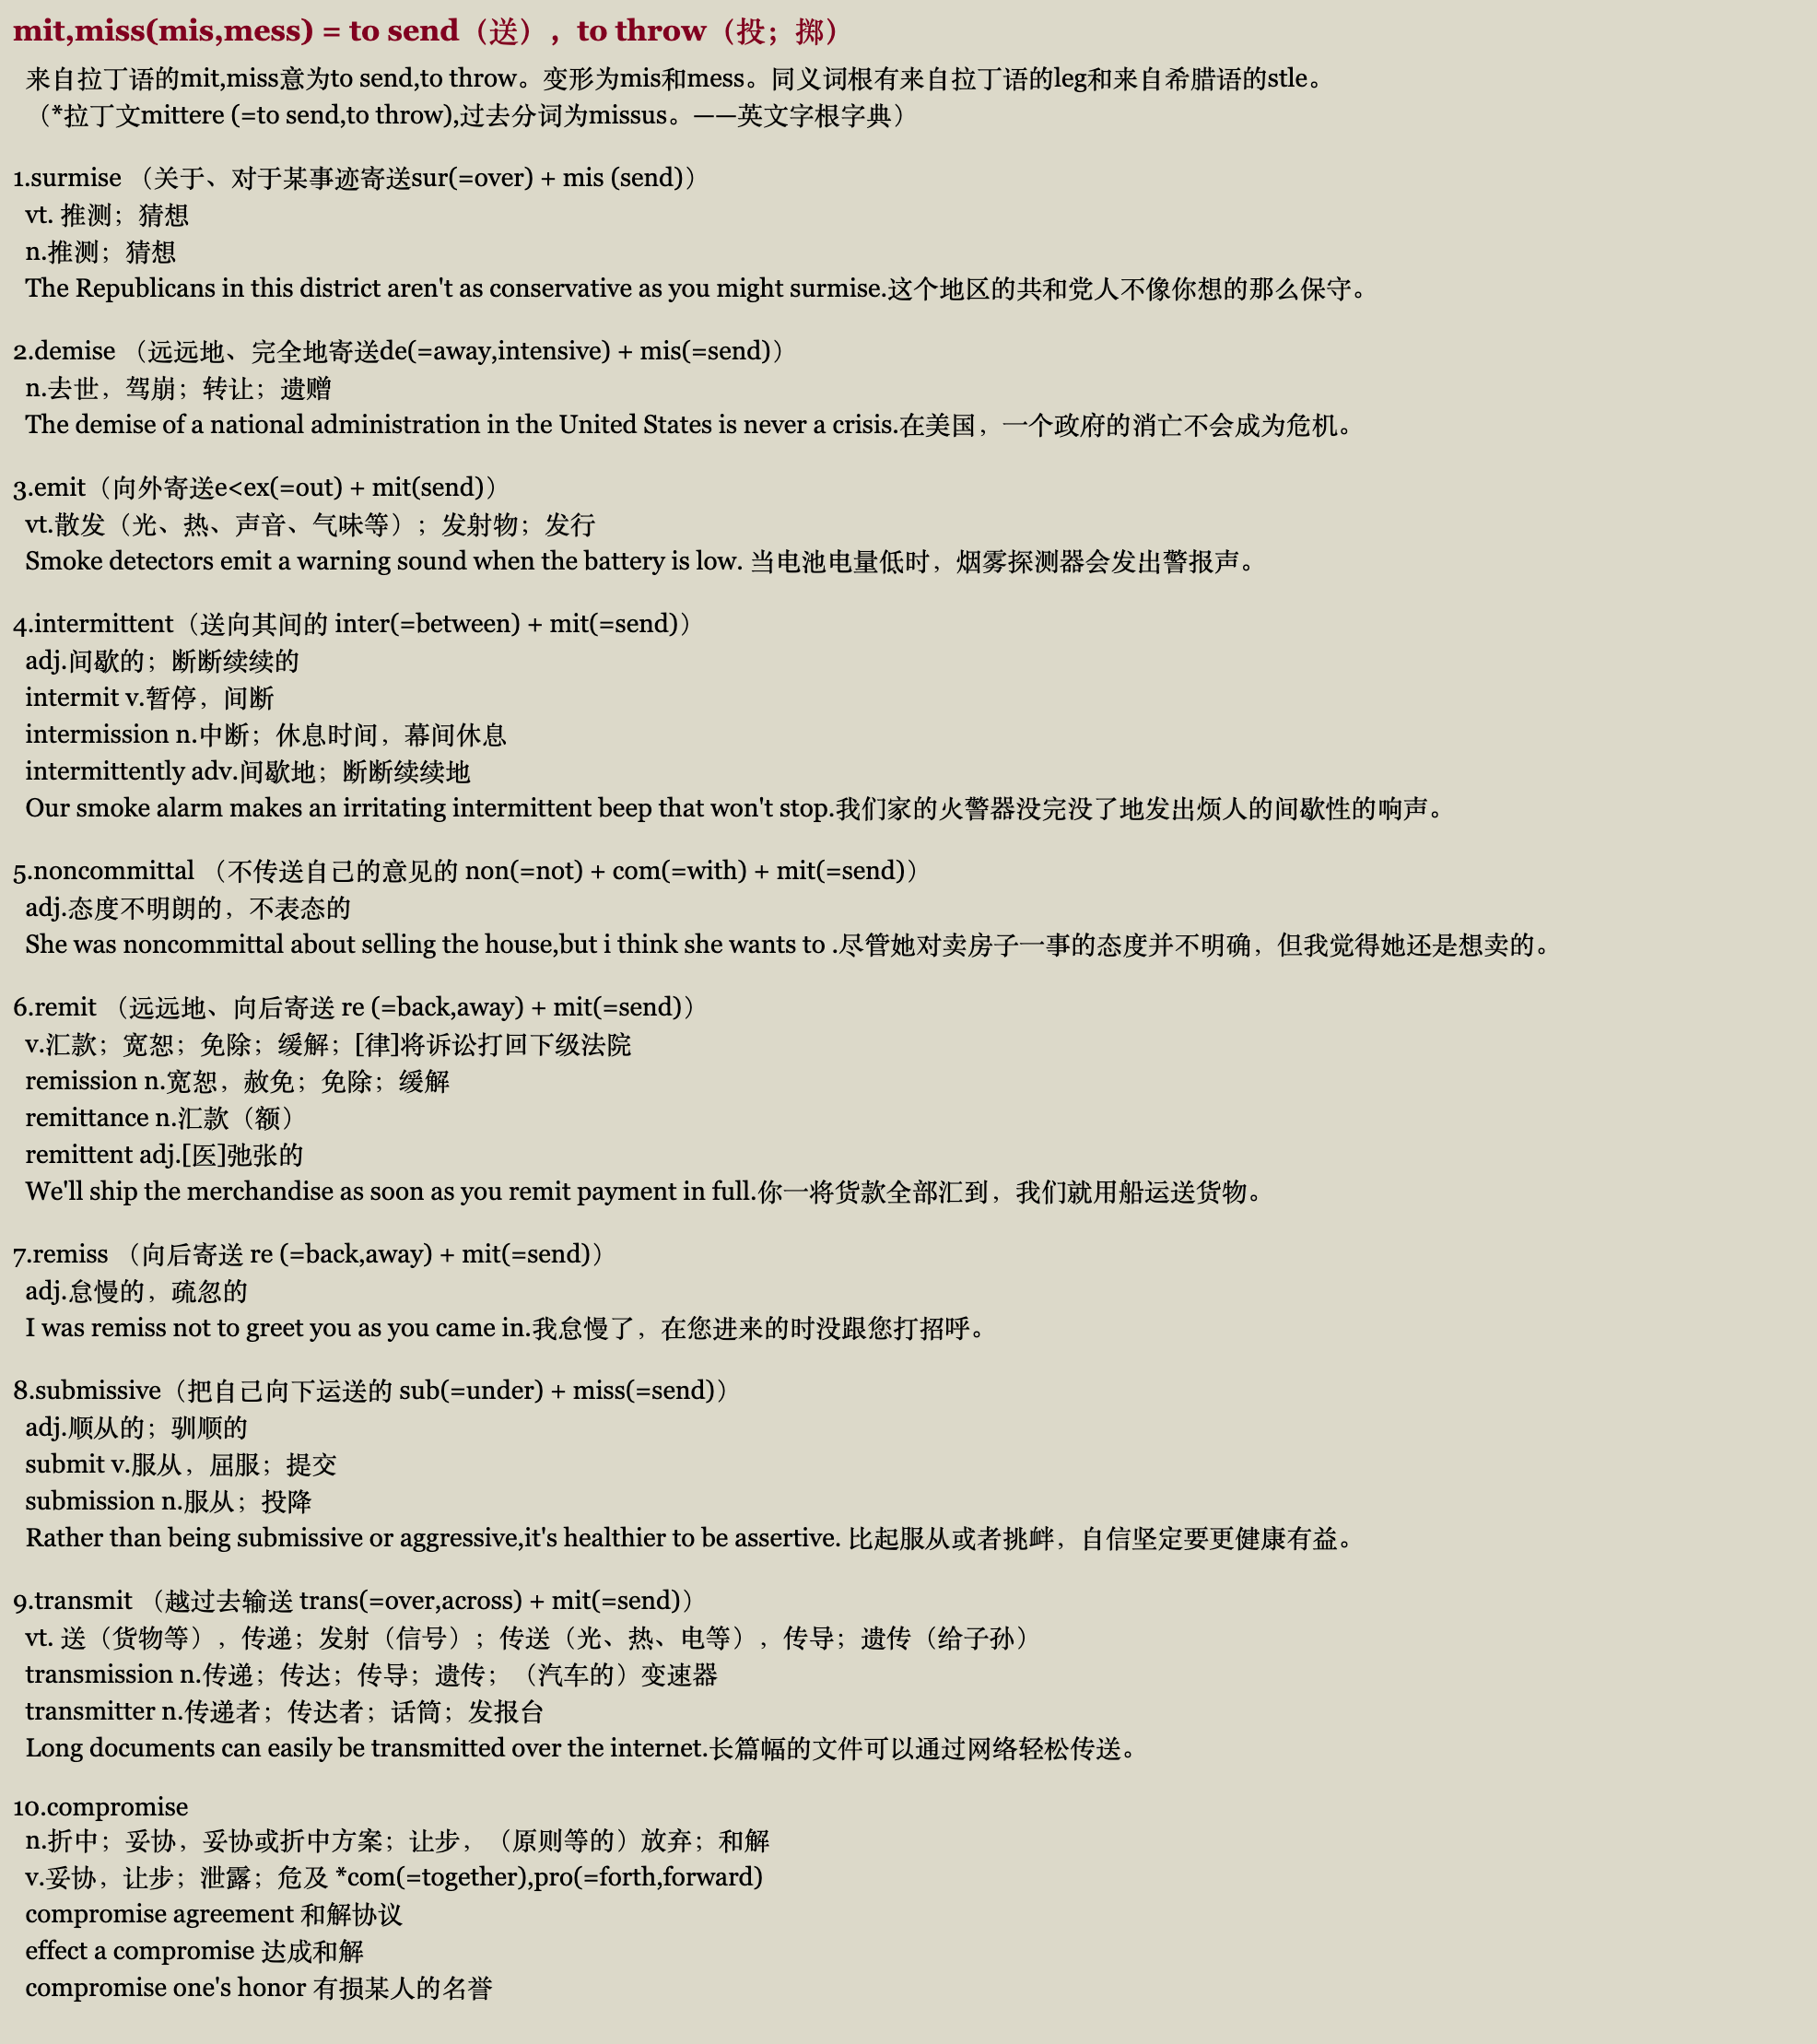 mit,miss(mis,mess) = to send（送），to throw（投；掷）
来自拉丁语的mit,miss意为to send,to throw。变形为mis和mess。同义词根有来自拉丁语的leg和来自希腊语的stle。
（*拉丁文mittere (=to send,to throw),过去分词为missus。——英文字根字典）
1.surmise （关于、对于某事迹寄送sur(=over) + mis (send)）
vt. 推测；猜想
n.推测；猜想
The Republicans in this district aren't as conservative as you might surmise.这个地区的共和党人不像你想的那么保守。
2.demise （远远地、完全地寄送de(=away,intensive) + mis(=send)）
n.去世，驾崩；转让；遗赠
The demise of a national administration in the United States is never a crisis.在美国，一个政府的消亡不会成为危机。
3.emit（向外寄送e<ex(=out) + mit(send)）
vt.散发（光、热、声音、气味等）；发射物；发行
Smoke detectors emit a warning sound when the battery is low. 当电池电量低时，烟雾探测器会发出警报声。
4.intermittent（送向其间的 inter(=between) + mit(=send)）
adj.间歇的；断断续续的
intermit v.暂停，间断
intermission n.中断；休息时间，幕间休息
intermittently adv.间歇地；断断续续地
Our smoke alarm makes an irritating intermittent beep that won't stop.我们家的火警器没完没了地发出烦人的间歇性的响声。
5.noncommittal （不传送自己的意见的 non(=not) + com(=with) + mit(=send)）
adj.态度不明朗的，不表态的
She was noncommittal about selling the house,but i think she wants to .尽管她对卖房子一事的态度并不明确，但我觉得她还是想卖的。
6.remit （远远地、向后寄送 re (=back,away) + mit(=send)）
v.汇款；宽恕；免除；缓解；[律]将诉讼打回下级法院
remission n.宽恕，赦免；免除；缓解
remittance n.汇款（额）
remittent adj.[医]弛张的
We'll ship the merchandise as soon as you remit payment in full.你一将货款全部汇到，我们就用船运送货物。
7.remiss （向后寄送 re (=back,away) + mit(=send)）
adj.怠慢的，疏忽的
I was remiss not to greet you as you came in.我怠慢了，在您进来的时没跟您打招呼。
8.submissive（把自己向下运送的 sub(=under) + miss(=send)）
adj.顺从的；驯顺的
submit v.服从，屈服；提交
submission n.服从；投降
Rather than being submissive or aggressive,it's healthier to be assertive. 比起服从或者挑衅，自信坚定要更健康有益。
9.transmit （越过去输送 trans(=over,across) + mit(=send)）
vt. 送（货物等），传递；发射（信号）；传送（光、热、电等），传导；遗传（给子孙）
transmission n.传递；传达；传导；遗传；（汽车的）变速器
transmitter n.传递者；传达者；话筒；发报台
Long documents can easily be transmitted over the internet.长篇幅的文件可以通过网络轻松传送。
10.compromise
n.折中；妥协，妥协或折中方案；让步，（原则等的）放弃；和解
v.妥协，让步；泄露；危及 *com(=together),pro(=forth,forward)
compromise agreement 和解协议
effect a compromise 达成和解
compromise one's honor 有损某人的名誉